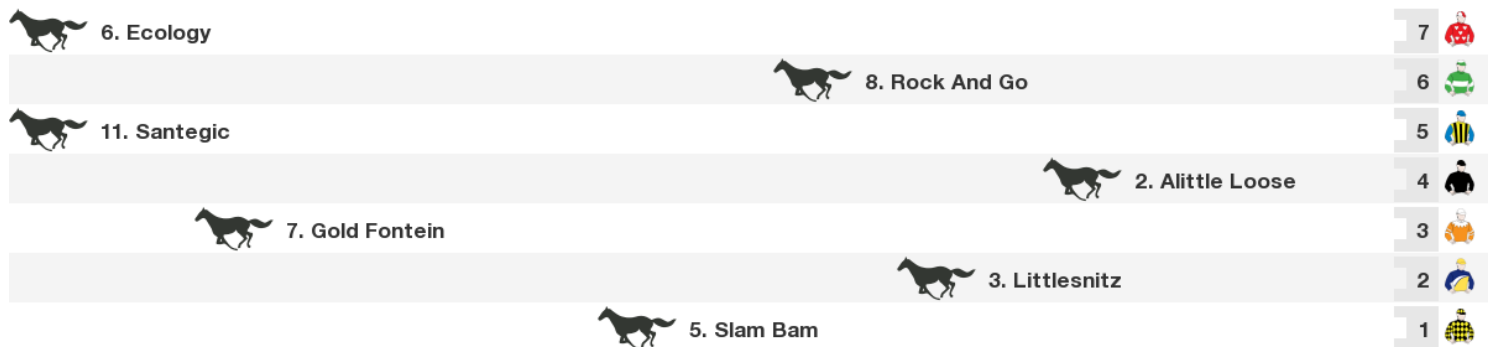 6. Ecology 7
8. Rock And Go 6
11. Santegic 5
2. Alittle Loose 4
7. Gold Fontein 3
3. Littlesnitz 2
5. Slam Bam 1